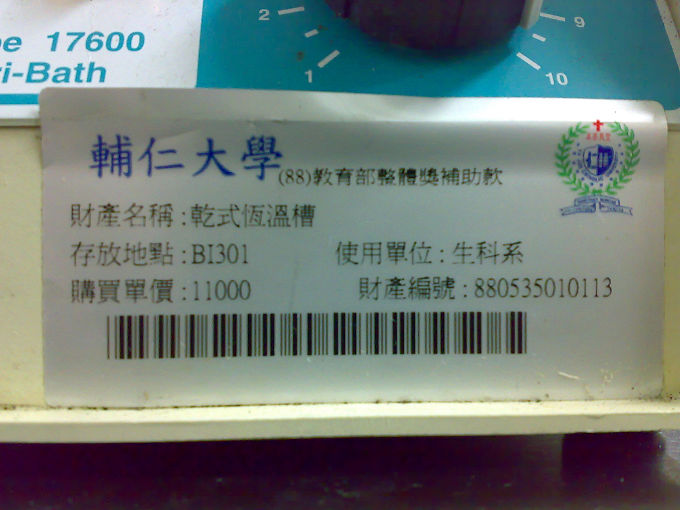 17600
i-Bath
1
2
9
10
輔仁大學
(88)教育部整體獎補助款
財產名稱:乾式恆溫槽
存放地點:BI301 使用單位:生科系
購買單價:11000 財產編號:880535010113